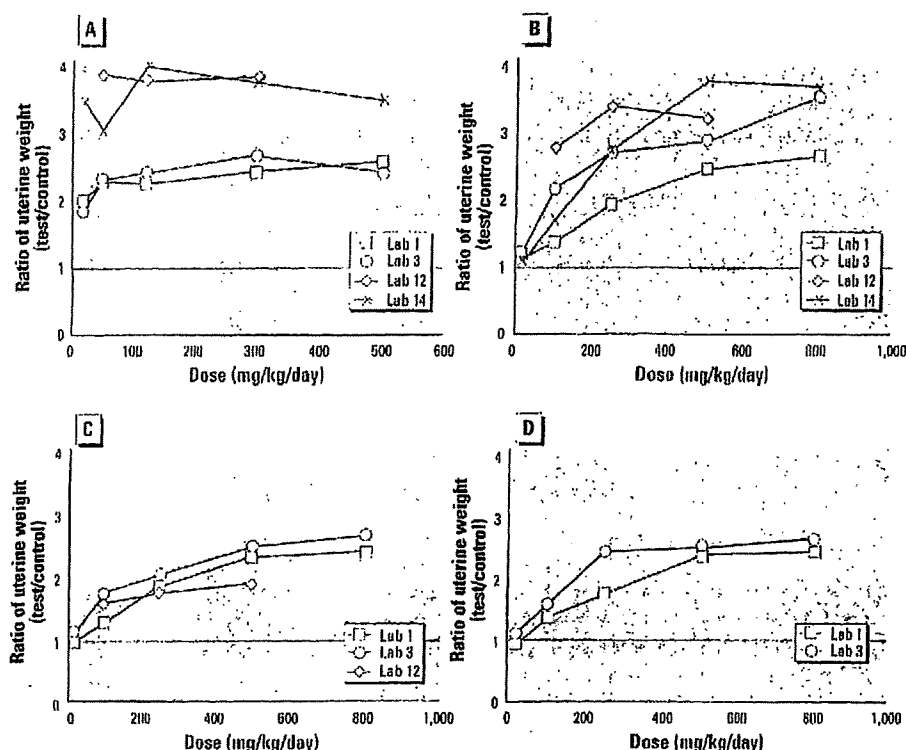 A
Ratio of uterine weight
(test/control)
4
3
2
1
0
0
100
200
300
400
500
600
Dose (mg/kg/day)
Lab 1
Lab 3
Lab 12
Lab 14
B
Ratio of uterine weight
(test/control)
4
3
2
1
0
0
200
400
600
800
1,000
Dose (mg/kg/day)
Lab 1
Lab 3
Lab 12
Lab 14
C
Ratio of uterine weight
(test/control)
4
3
2
1
0
0
200
400
600
800
1,000
Dose (mg/kg/day)
Lab 1
Lab 3
Lab 12
D
Ratio of uterine weight
(test/control)
4
3
2
1
0
0
200
400
600
800
1,000
Dose (mg/kg/day)
Lab 1
Lab 3